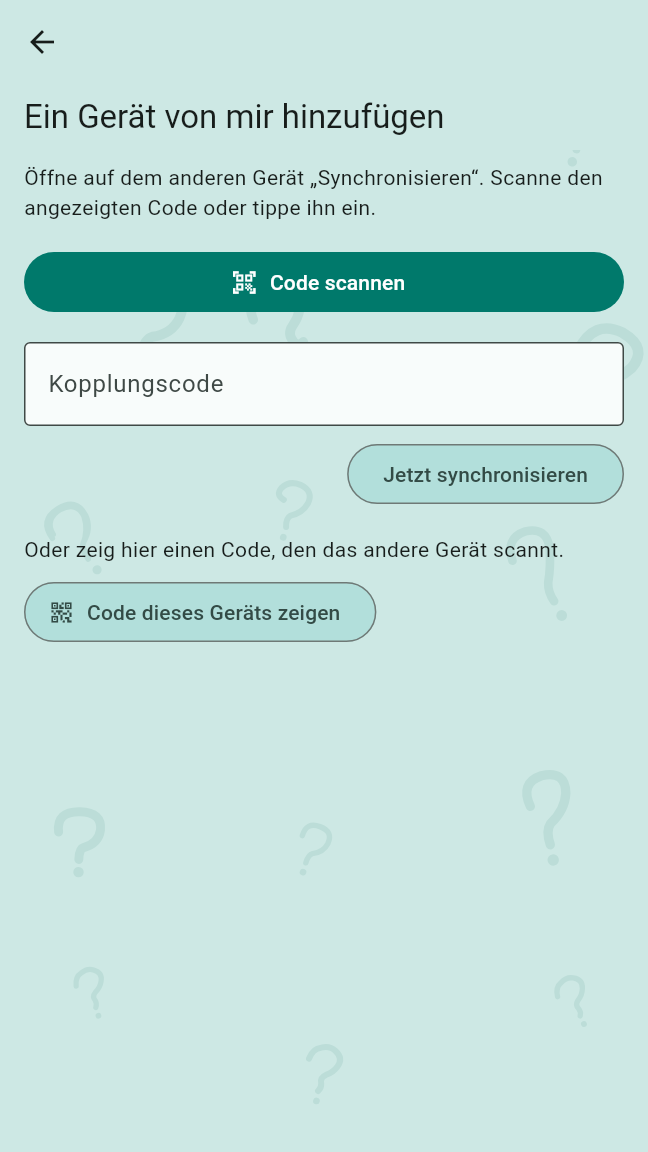 Ein Gerät von mir hinzufügen
Öffne auf dem anderen Gerät „Synchronisieren“. Scanne den
angezeigten Code oder tippe ihn ein.
Code scannen
Kopplungscode
Jetzt synchronisieren
Oder zeig hier einen Code, den das andere Gerät scannt.
Code dieses Geräts zeigen